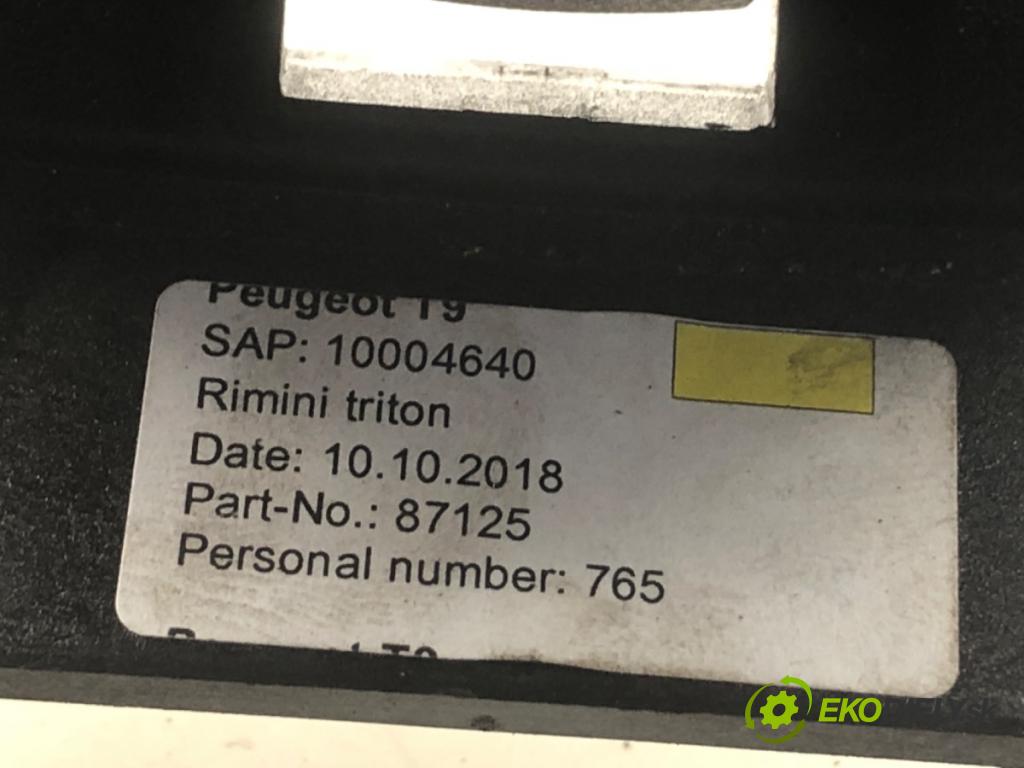 Peugeot T9
SAP: 10004640
Rimini triton
Date: 10.10.2018
Part-No.: 87125
Personal number: 765
EKO